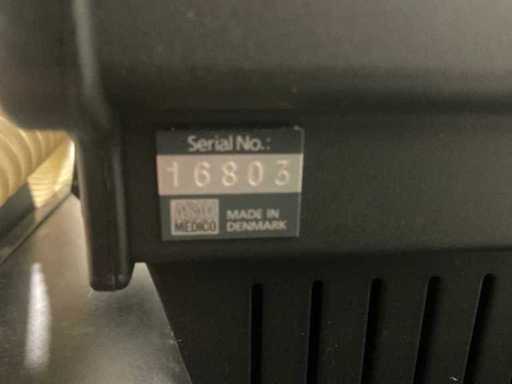 Serial No.:
16803
MEDICO
MADE IN
DENMARK